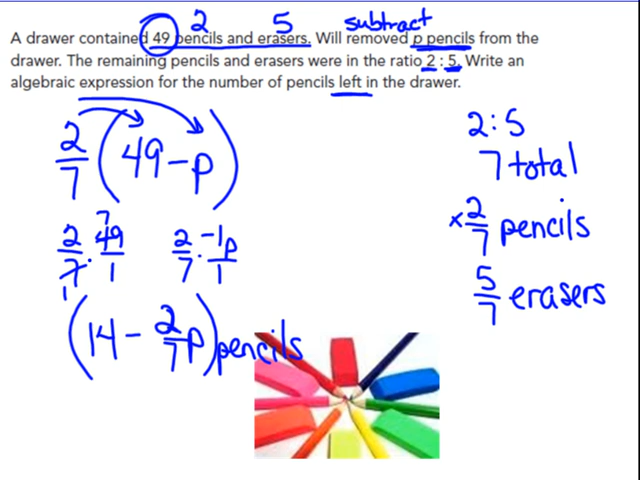 2 5 subtract
A drawer contained 49 pencils and erasers. Will removed p pencils from the
drawer. The remaining pencils and erasers were in the ratio 2 : 5. Write an
algebraic expression for the number of pencils left in the drawer.
2/7 (49 - p)
2/7 · 49/1 7 1 2/7 · -1p/1
(14 - 2/7 p) pencils
2:5
7 total
x 2/7 pencils
5/7 erasers